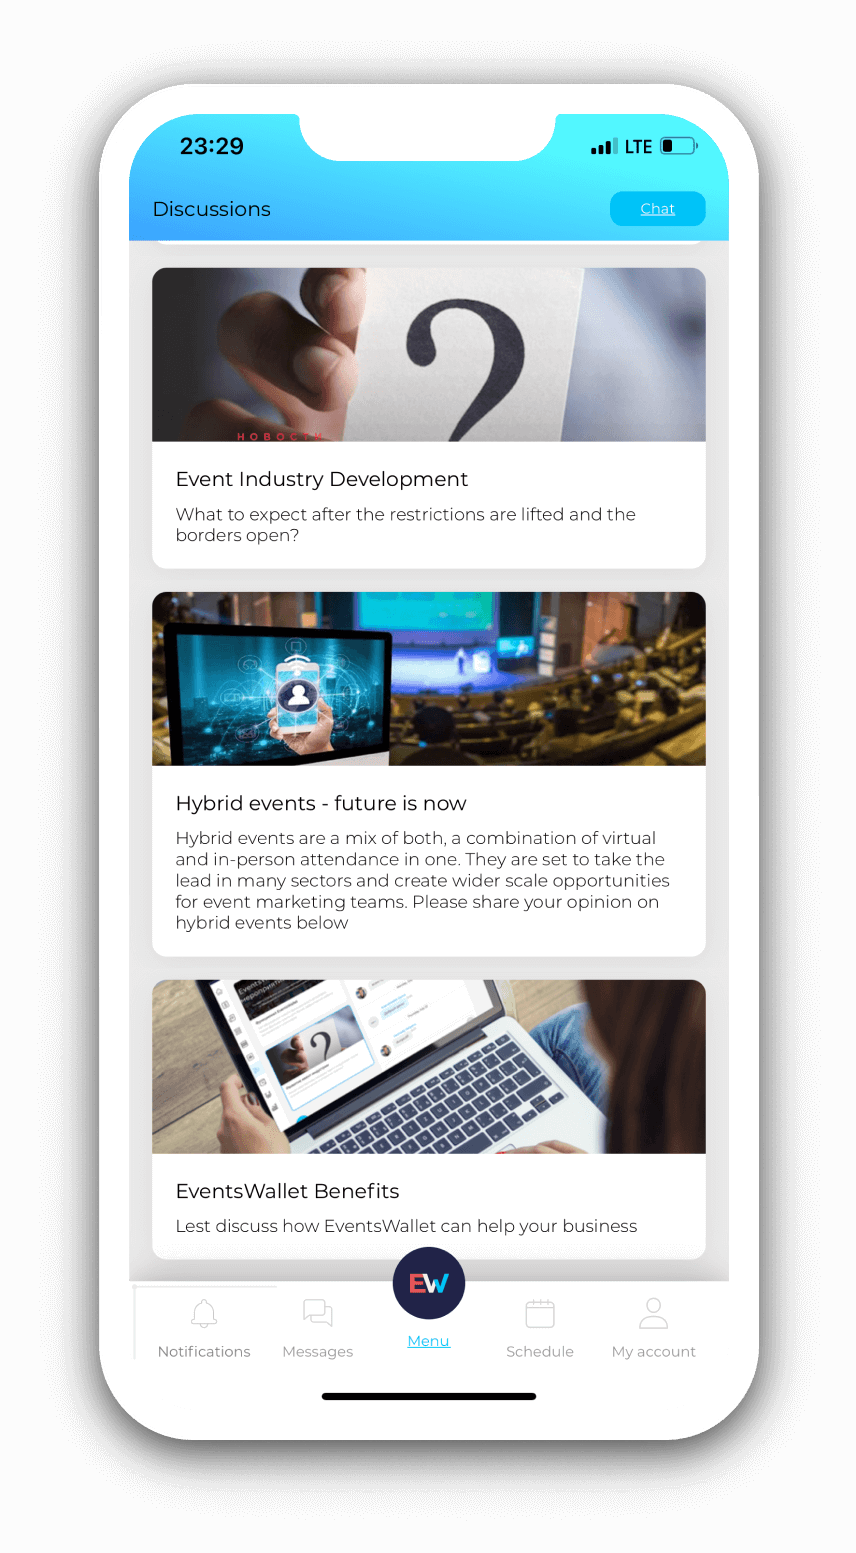 23:29
LTE
Discussions
Chat
НОВОСТИ
Event Industry Development
What to expect after the restrictions are lifted and the
borders open?
Hybrid events - future is now
Hybrid events are a mix of both, a combination of virtual
and in-person attendance in one. They are set to take the
lead in many sectors and create wider scale opportunities
for event marketing teams. Please share your opinion on
hybrid events below
EventsWallet Benefits
Lest discuss how EventsWallet can help your business
EW
Notifications
Messages
Menu
Schedule
My account